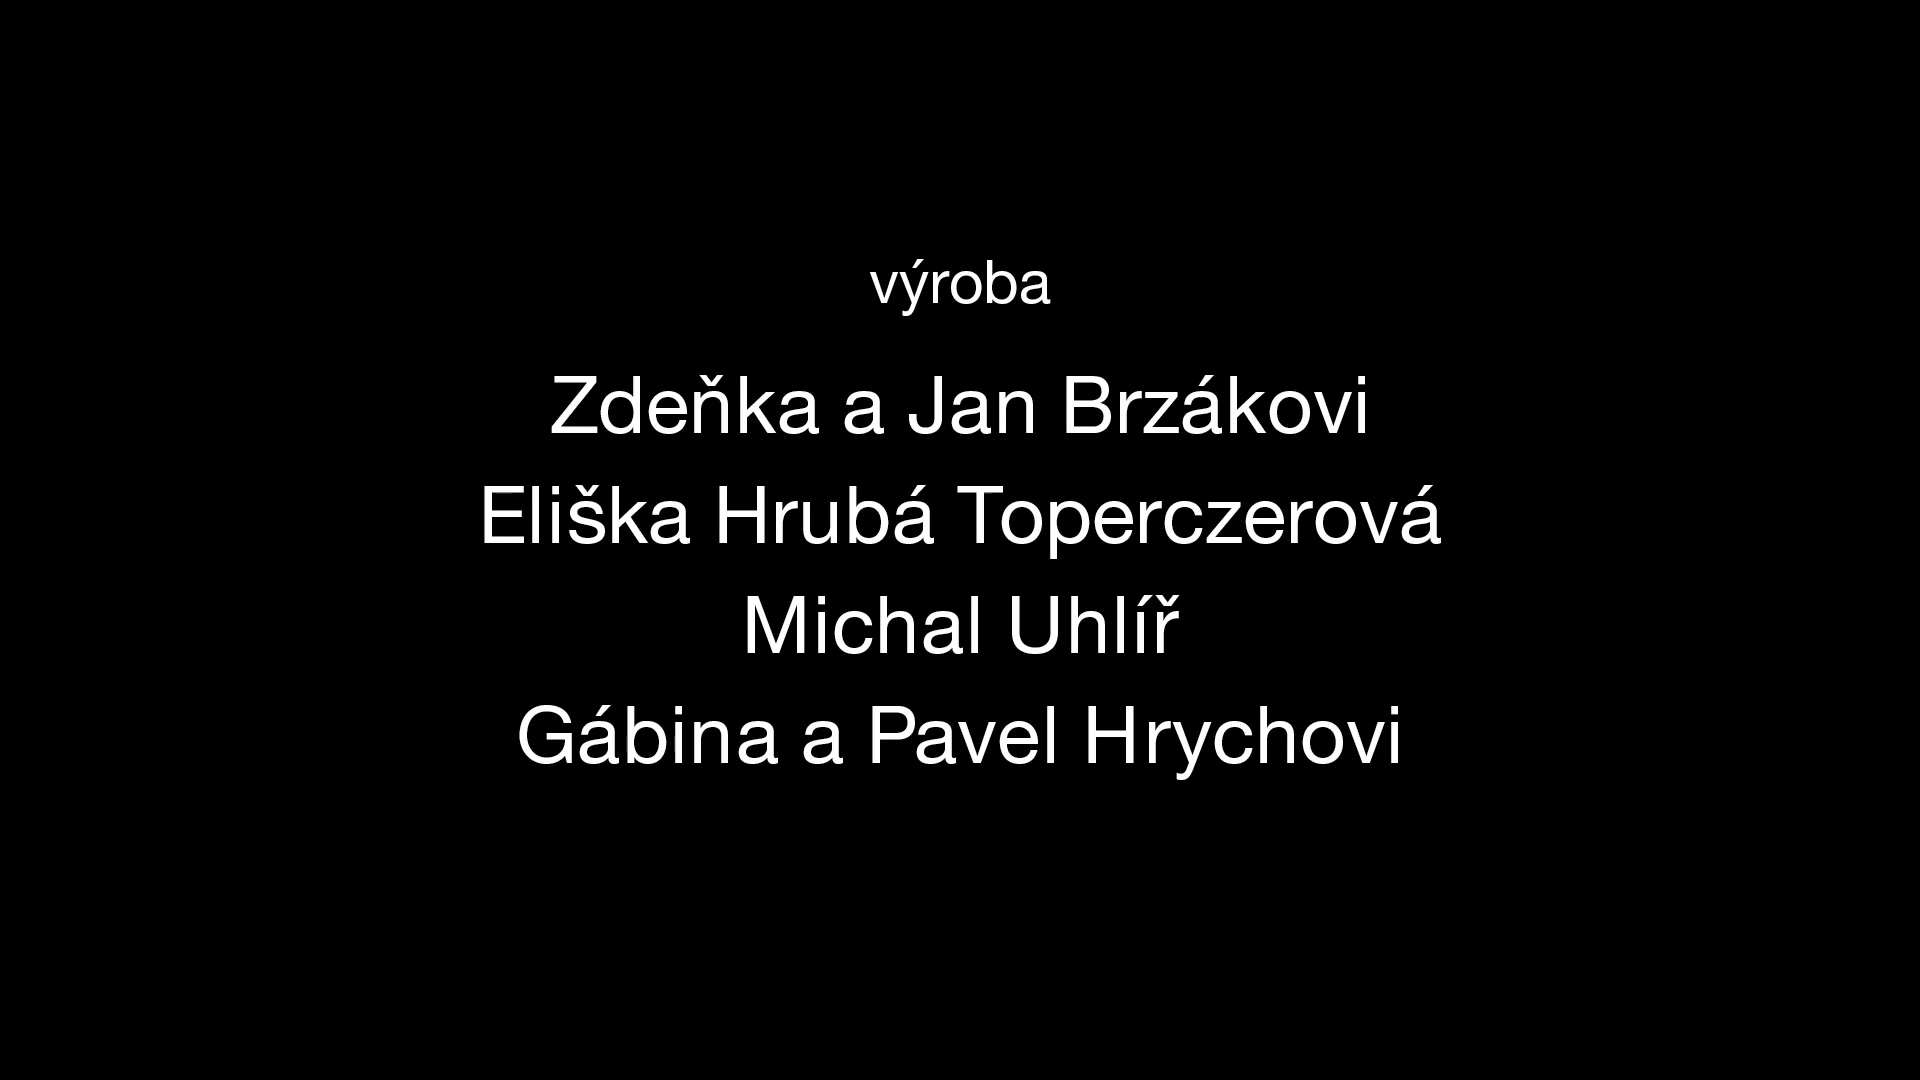 výroba
Zdeňka a Jan Brzákovi
Eliška Hrubá Toperczerová
Michal Uhlíř
Gábina a Pavel Hrychovi